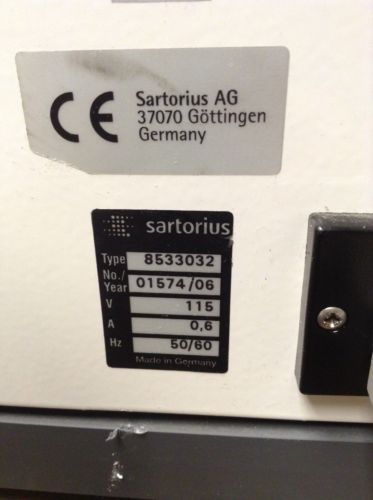 CE
Sartorius AG
37070 Göttingen
Germany
sartorius
Type 8533032
No./
Year 01574/06
V 115
A 0,6
Hz 50/60
Made in Germany